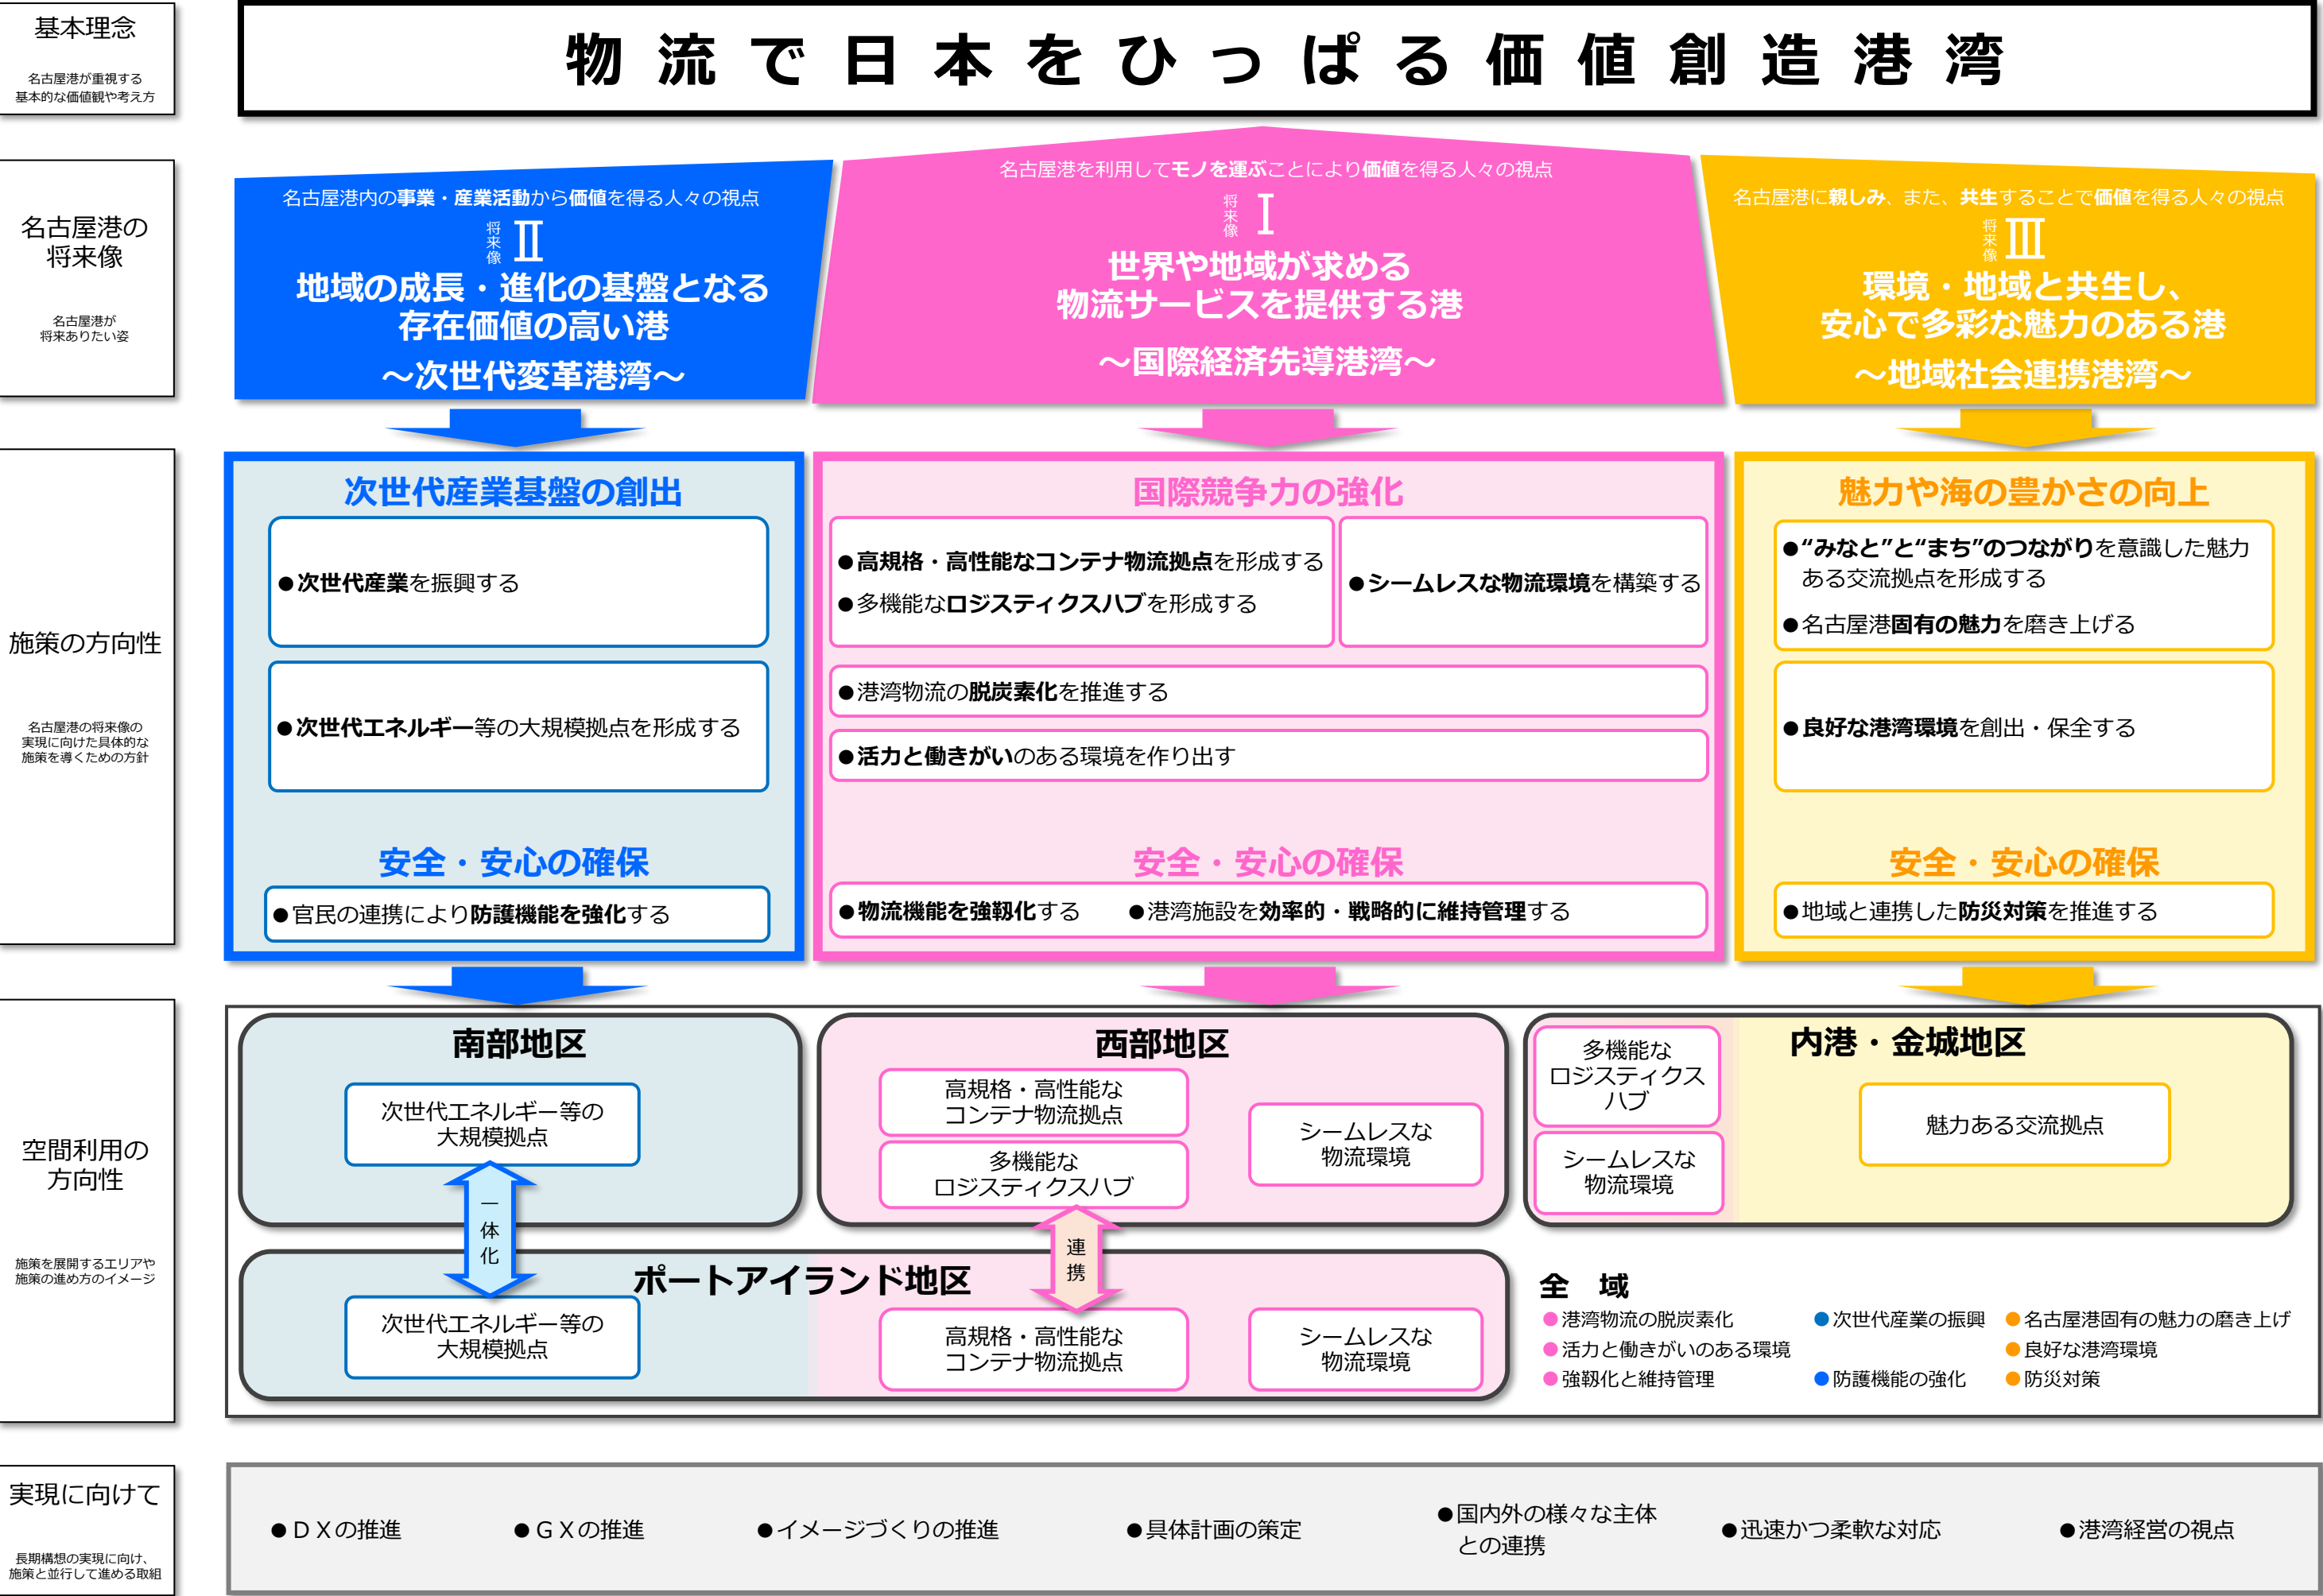 基本理念
名古屋港が重視する
基本的な価値観や考え方
物流で日本をひっぱる価値創造港湾
名古屋港の
将来像
名古屋港が
将来ありたい姿
名古屋港内の事業・産業活動から価値を得る人々の視点
将来像 Ⅱ
地域の成長・進化の基盤となる
存在価値の高い港
～次世代変革港湾～
名古屋港を利用してモノを運ぶことにより価値を得る人々の視点
将来像 Ⅰ
世界や地域が求める
物流サービスを提供する港
～国際経済先導港湾～
名古屋港に親しみ、また、共生することで価値を得る人々の視点
将来像 Ⅲ
環境・地域と共生し、
安心で多彩な魅力のある港
～地域社会連携港湾～
施策の方向性
名古屋港の将来像の
実現に向けた具体的な
施策を導くための方針
次世代産業基盤の創出
●次世代産業を振興する
●次世代エネルギー等の大規模拠点を形成する
安全・安心の確保
●官民の連携により防護機能を強化する
国際競争力の強化
●高規格・高性能なコンテナ物流拠点を形成する
●多機能なロジスティクスハブを形成する
●シームレスな物流環境を構築する
●港湾物流の脱炭素化を推進する
●活力と働きがいのある環境を作り出す
安全・安心の確保
●物流機能を強靱化する ●港湾施設を効率的・戦略的に維持管理する
魅力や海の豊かさの向上
●“みなと”と“まち”のつながりを意識した魅力
ある交流拠点を形成する
●名古屋港固有の魅力を磨き上げる
●良好な港湾環境を創出・保全する
安全・安心の確保
●地域と連携した防災対策を推進する
空間利用の
方向性
施策を展開するエリアや
施策の進め方のイメージ
南部地区
次世代エネルギー等の
大規模拠点
一体化
西部地区
高規格・高性能な
コンテナ物流拠点
多機能な
ロジスティクスハブ
シームレスな
物流環境
連携
内港・金城地区
多機能な
ロジスティクス
ハブ
シームレスな
物流環境
魅力ある交流拠点
ポートアイランド地区
次世代エネルギー等の
大規模拠点
高規格・高性能な
コンテナ物流拠点
シームレスな
物流環境
全 域
●港湾物流の脱炭素化 ●次世代産業の振興 ●名古屋港固有の魅力の磨き上げ
●活力と働きがいのある環境 ●良好な港湾環境
●強靱化と維持管理 ●防護機能の強化 ●防災対策
実現に向けて
長期構想の実現に向け、
施策と並行して進める取組
●ＤＸの推進
●ＧＸの推進
●イメージづくりの推進
●具体計画の策定
●国内外の様々な主体
との連携
●迅速かつ柔軟な対応
●港湾経営の視点